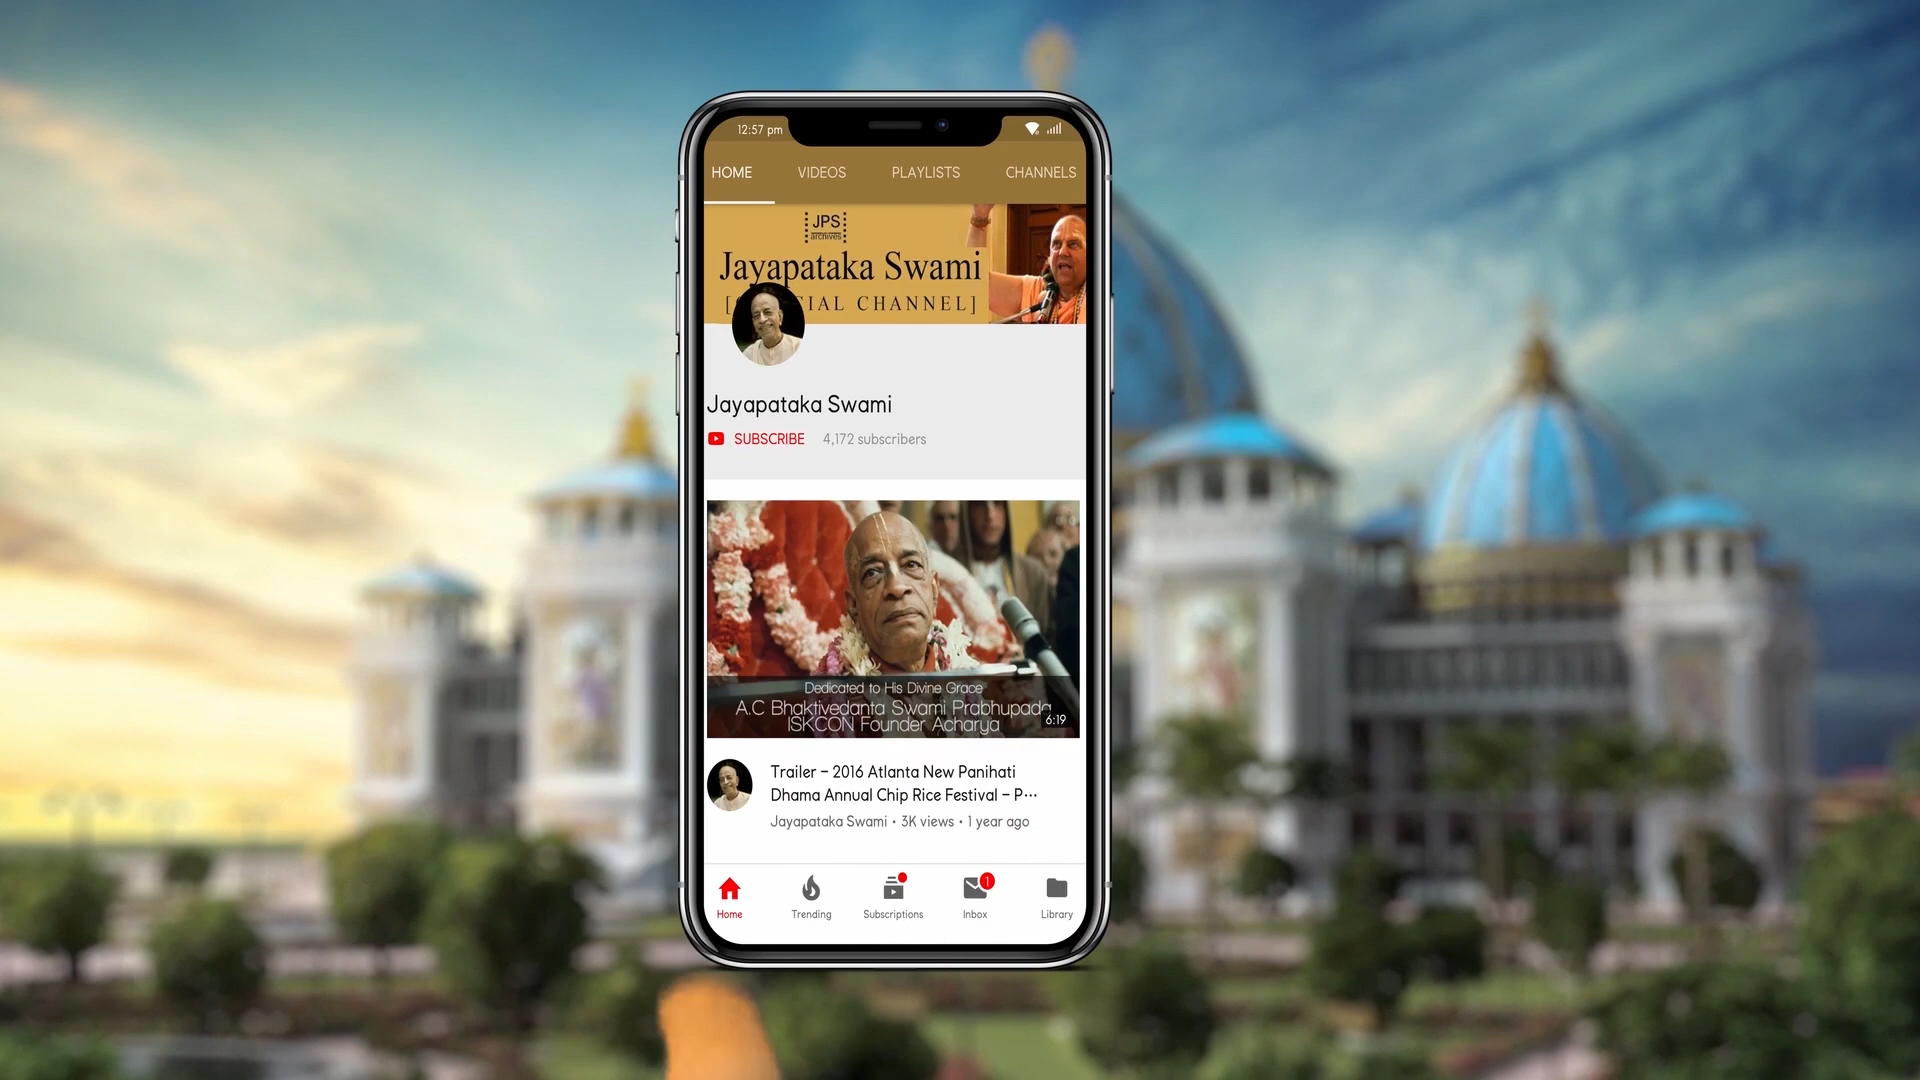 12:57 pm
HOME VIDEOS PLAYLISTS CHANNELS
JPS
archives
Jayapataka Swami
CIAL CHANNEL]
Jayapataka Swami
SUBSCRIBE 4,172 subscribers
Dedicated to His Divine Grace
A.C Bhaktivedanta Swami Prabhupada
ISKCON Founder Acharya
6:19
Trailer – 2016 Atlanta New Panihati
Dhama Annual Chip Rice Festival – P...
Jayapataka Swami • 3K views • 1 year ago
1
Home Trending Subscriptions Inbox Library